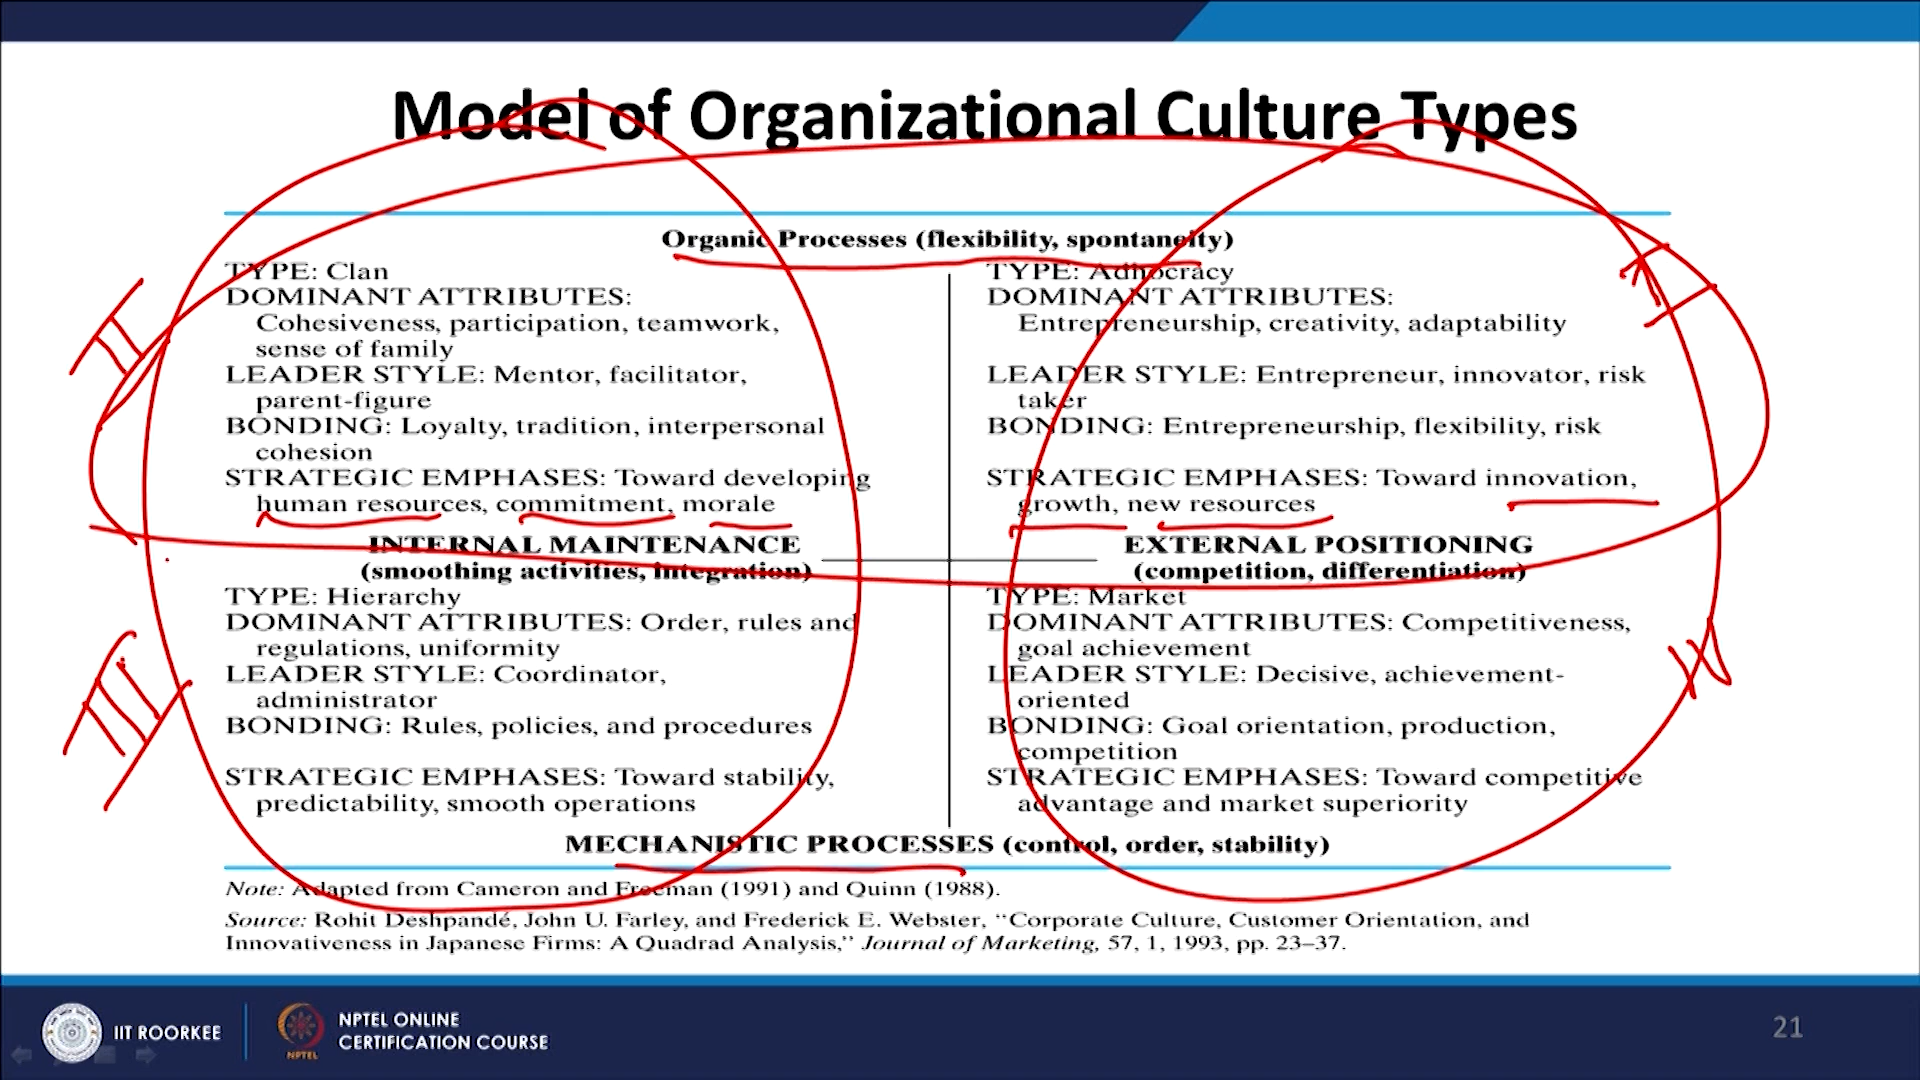 Model of Organizational Culture Types
Organic Processes (flexibility, spontaneity)
TYPE: Clan
DOMINANT ATTRIBUTES:
Cohesiveness, participation, teamwork,
sense of family
LEADER STYLE: Mentor, facilitator,
parent-figure
BONDING: Loyalty, tradition, interpersonal
cohesion
STRATEGIC EMPHASES: Toward developing
human resources, commitment, morale
TYPE: Adhocracy
DOMINANT ATTRIBUTES:
Entrepreneurship, creativity, adaptability
LEADER STYLE: Entrepreneur, innovator, risk
taker
BONDING: Entrepreneurship, flexibility, risk
STRATEGIC EMPHASES: Toward innovation,
growth, new resources
I
II
INTERNAL MAINTENANCE
(smoothing activities, integration)
EXTERNAL POSITIONING
(competition, differentiation)
TYPE: Hierarchy
DOMINANT ATTRIBUTES: Order, rules and
regulations, uniformity
LEADER STYLE: Coordinator,
administrator
BONDING: Rules, policies, and procedures
STRATEGIC EMPHASES: Toward stability,
predictability, smooth operations
TYPE: Market
DOMINANT ATTRIBUTES: Competitiveness,
goal achievement
LEADER STYLE: Decisive, achievement-
oriented
BONDING: Goal orientation, production,
competition
STRATEGIC EMPHASES: Toward competitive
advantage and market superiority
III
IV
MECHANISTIC PROCESSES (control, order, stability)
Note: Adapted from Cameron and Freeman (1991) and Quinn (1988).
Source: Rohit Deshpandé, John U. Farley, and Frederick E. Webster, “Corporate Culture, Customer Orientation, and
Innovativeness in Japanese Firms: A Quadrad Analysis,” Journal of Marketing, 57, 1, 1993, pp. 23–37.
IIT ROORKEE
NPTEL
NPTEL ONLINE
CERTIFICATION COURSE
21